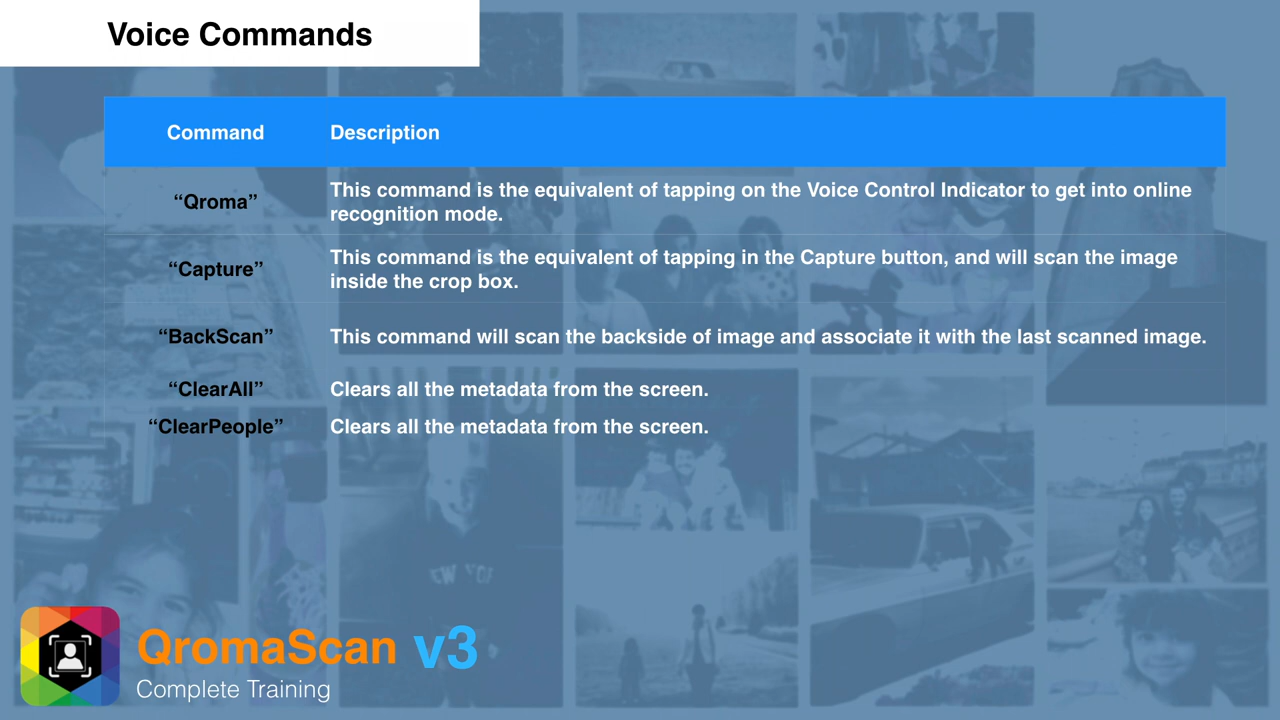 Voice Commands
Command Description
“Qroma” This command is the equivalent of tapping on the Voice Control Indicator to get into online
recognition mode.
“Capture” This command is the equivalent of tapping in the Capture button, and will scan the image
inside the crop box.
“BackScan” This command will scan the backside of image and associate it with the last scanned image.
“ClearAll” Clears all the metadata from the screen.
“ClearPeople” Clears all the metadata from the screen.
NEW YO
QromaScan v3
Complete Training